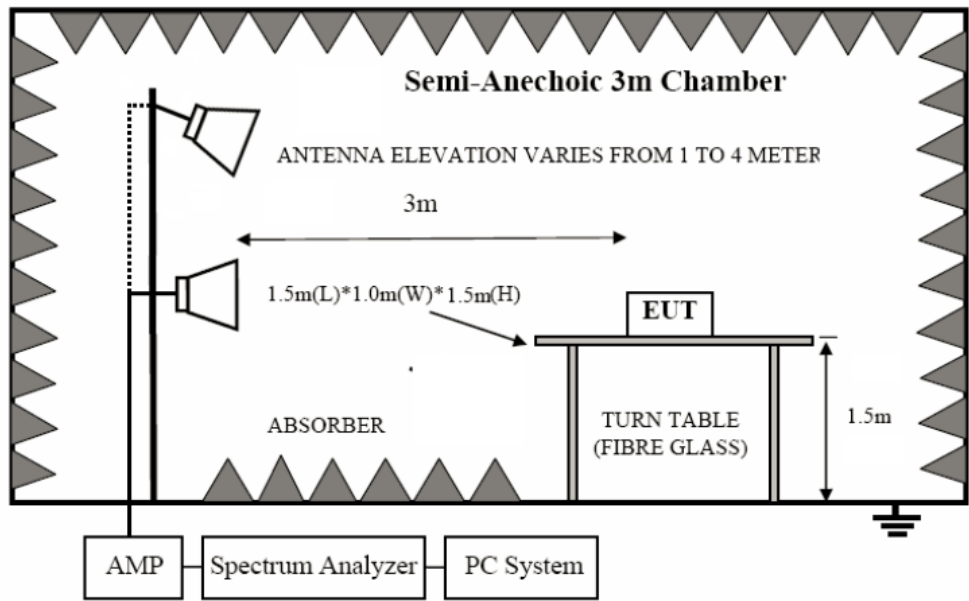 Semi-Anechoic 3m Chamber
ANTENNA ELEVATION VARIES FROM 1 TO 4 METER
3m
1.5m(L)*1.0m(W)*1.5m(H)
EUT
ABSORBER
TURN TABLE
(FIBRE GLASS)
1.5m
AMP
Spectrum Analyzer
PC System